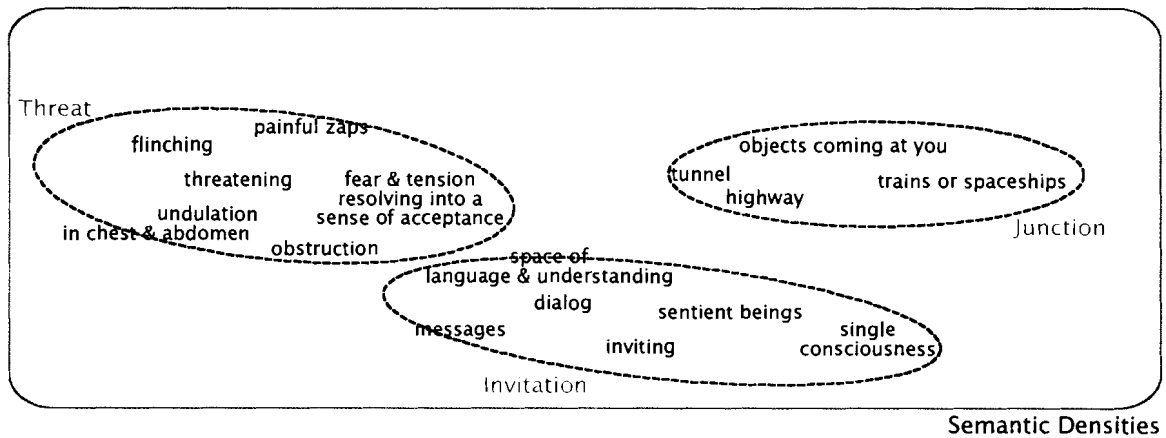 Threat
painful zaps
flinching
threatening
fear & tension
resolving into a
sense of acceptance
undulation
in chest & abdomen
obstruction
objects coming at you
tunnel
highway
trains or spaceships
Junction
space of
language & understanding
dialog
sentient beings
messages
inviting
single
consciousness
Invitation
Semantic Densities